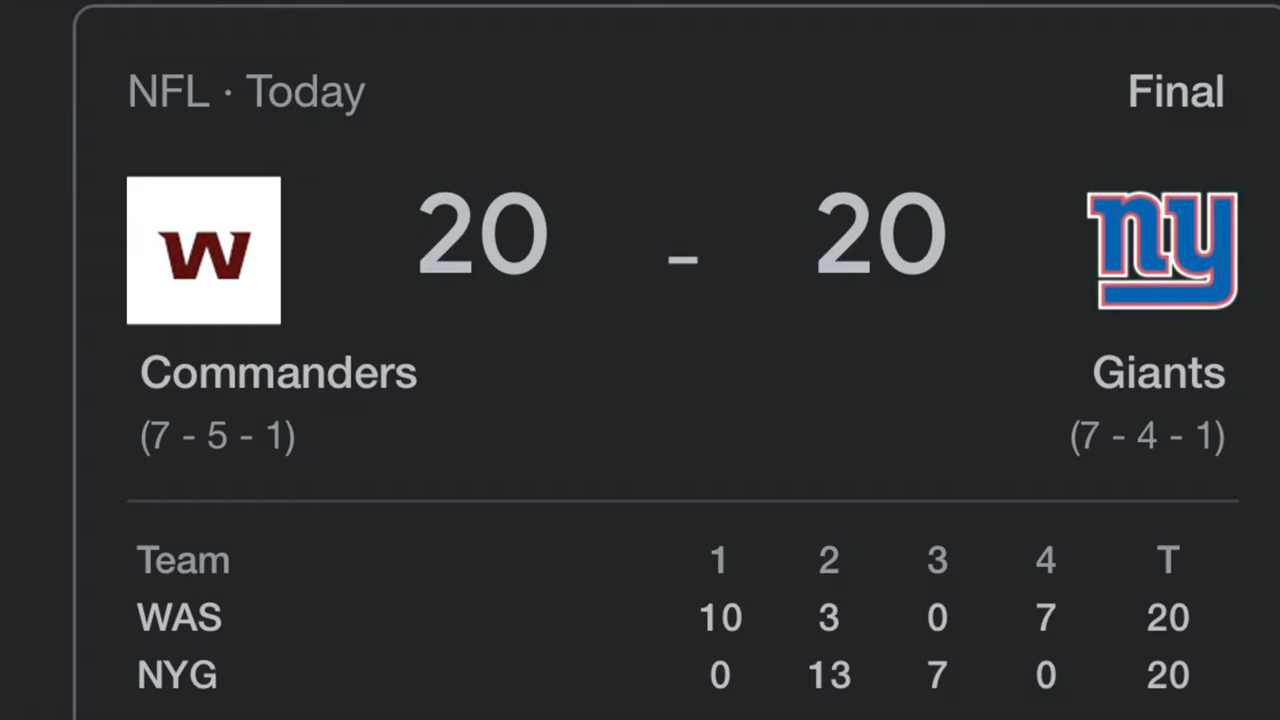 NFL · Today Final
W 20 - 20 ny
Commanders Giants
(7 - 5 - 1) (7 - 4 - 1)
Team 1 2 3 4 T
WAS 10 3 0 7 20
NYG 0 13 7 0 20